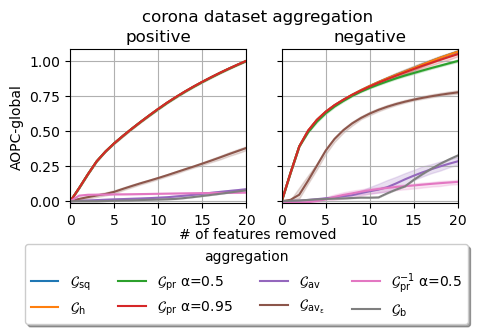 corona dataset aggregation
positive
negative
AOPC-global
1.00
0.75
0.50
0.25
0.00
0 5 10 15 20
0 5 10 15 20
# of features removed
aggregation
𝒢sq
𝒢pr α=0.5
𝒢av
𝒢pr⁻¹ α=0.5
𝒢h
𝒢pr α=0.95
𝒢avε
𝒢b